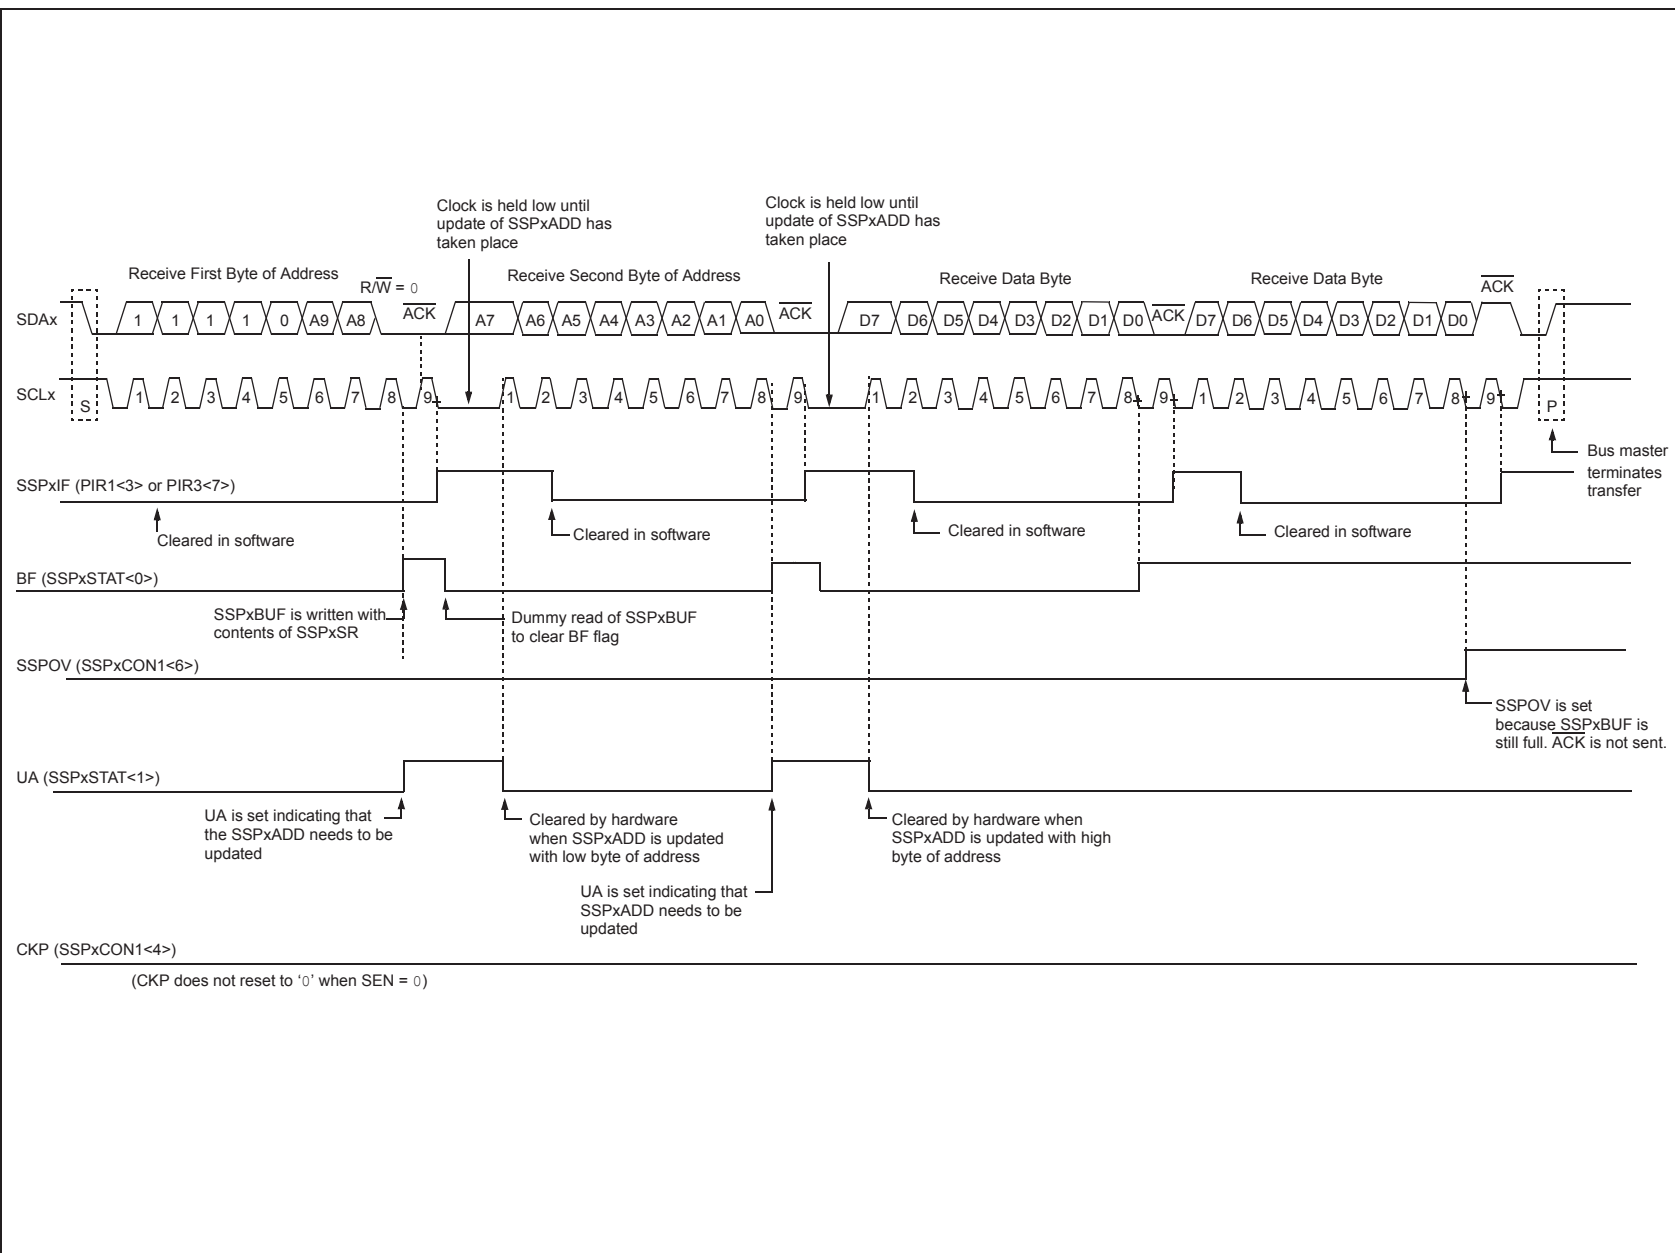 Clock is held low until
update of SSPxADD has
taken place
Clock is held low until
update of SSPxADD has
taken place
Receive First Byte of Address
R/W = 0
Receive Second Byte of Address
Receive Data Byte
Receive Data Byte
SDAx
1 1 1 1 0 A9 A8
ACK
A7 A6 A5 A4 A3 A2 A1 A0
ACK
D7 D6 D5 D4 D3 D2 D1 D0
ACK
D7 D6 D5 D4 D3 D2 D1 D0
ACK
SCLx
S
1 2 3 4 5 6 7 8 9
1 2 3 4 5 6 7 8 9
1 2 3 4 5 6 7 8 9
1 2 3 4 5 6 7 8 9
P
Bus master
terminates
transfer
SSPxIF (PIR1<3> or PIR3<7>)
Cleared in software
Cleared in software
Cleared in software
Cleared in software
BF (SSPxSTAT<0>)
SSPxBUF is written with
contents of SSPxSR
Dummy read of SSPxBUF
to clear BF flag
SSPOV (SSPxCON1<6>)
SSPOV is set
because SSPxBUF is
still full. ACK is not sent.
UA (SSPxSTAT<1>)
UA is set indicating that
the SSPxADD needs to be
updated
Cleared by hardware
when SSPxADD is updated
with low byte of address
UA is set indicating that
SSPxADD needs to be
updated
Cleared by hardware when
SSPxADD is updated with high
byte of address
CKP (SSPxCON1<4>)
(CKP does not reset to ‘0’ when SEN = 0)